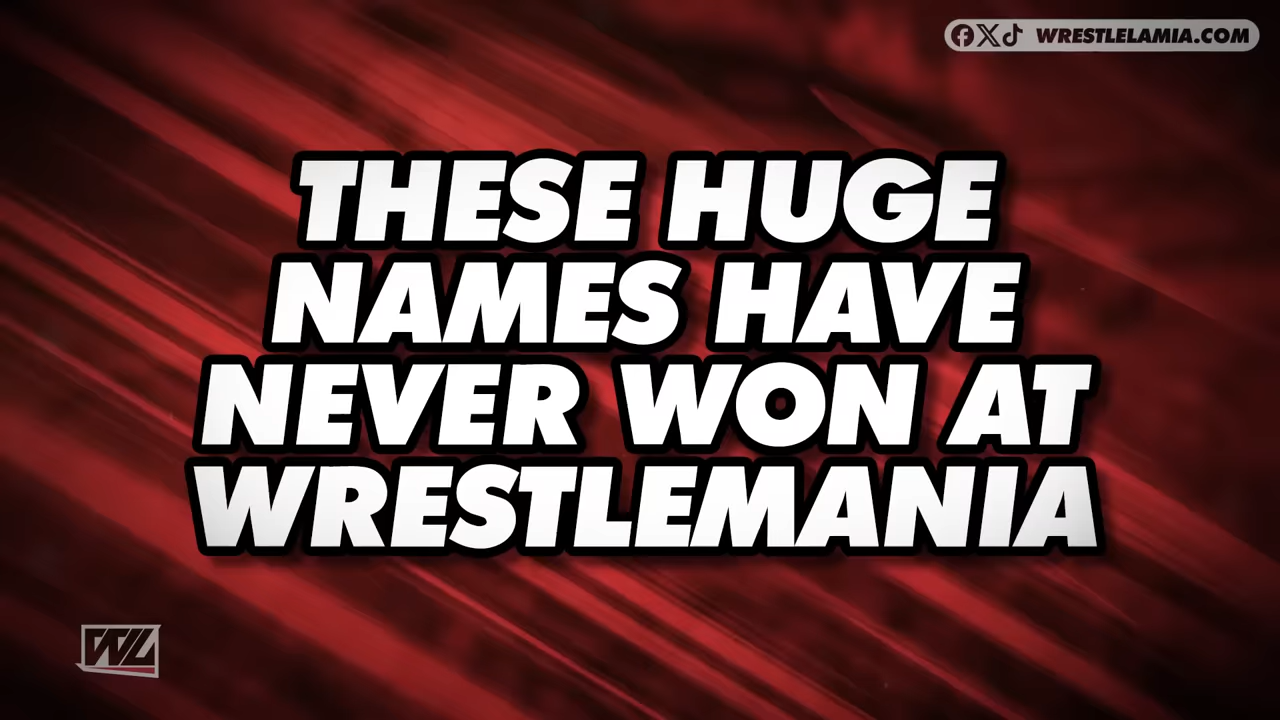 WRESTLELAMIA.COM
THESE HUGE
NAMES HAVE
NEVER WON AT
WRESTLEMANIA
WL